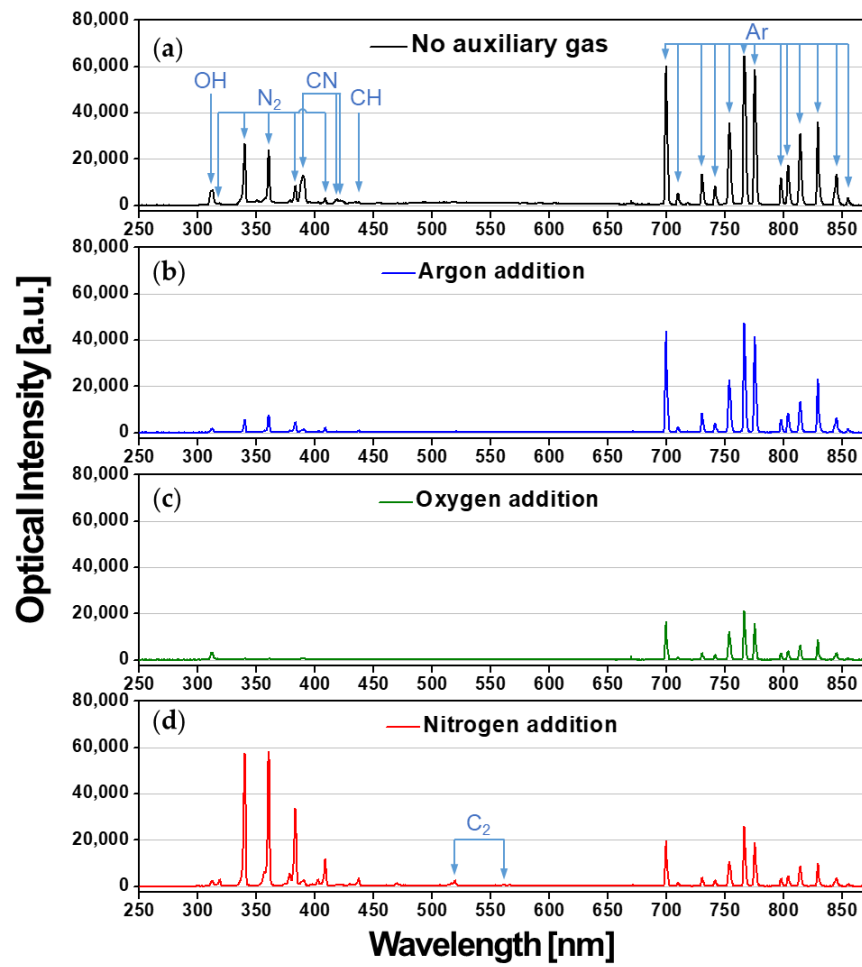 Optical Intensity [a.u.]
80,000
60,000
40,000
20,000
0
(a)
No auxiliary gas
OH
N₂
CN
CH
Ar
250 300 350 400 450 500 550 600 650 700 750 800 850
80,000
60,000
40,000
20,000
0
(b)
Argon addition
250 300 350 400 450 500 550 600 650 700 750 800 850
80,000
60,000
40,000
20,000
0
(c)
Oxygen addition
250 300 350 400 450 500 550 600 650 700 750 800 850
80,000
60,000
40,000
20,000
0
(d)
Nitrogen addition
C₂
250 300 350 400 450 500 550 600 650 700 750 800 850
Wavelength [nm]